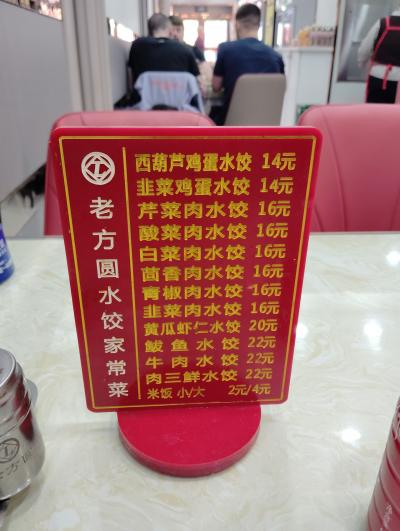 老方圆水饺家常菜
西葫芦鸡蛋水饺 14元
韭菜鸡蛋水饺 14元
芹菜肉水饺 16元
酸菜肉水饺 16元
白菜肉水饺 16元
茴香肉水饺 16元
青椒肉水饺 16元
韭菜肉水饺 16元
黄瓜虾仁水饺 20元
鲅鱼水饺 22元
牛肉水饺 22元
肉三鲜水饺 22元
米饭 小/大 2元/4元